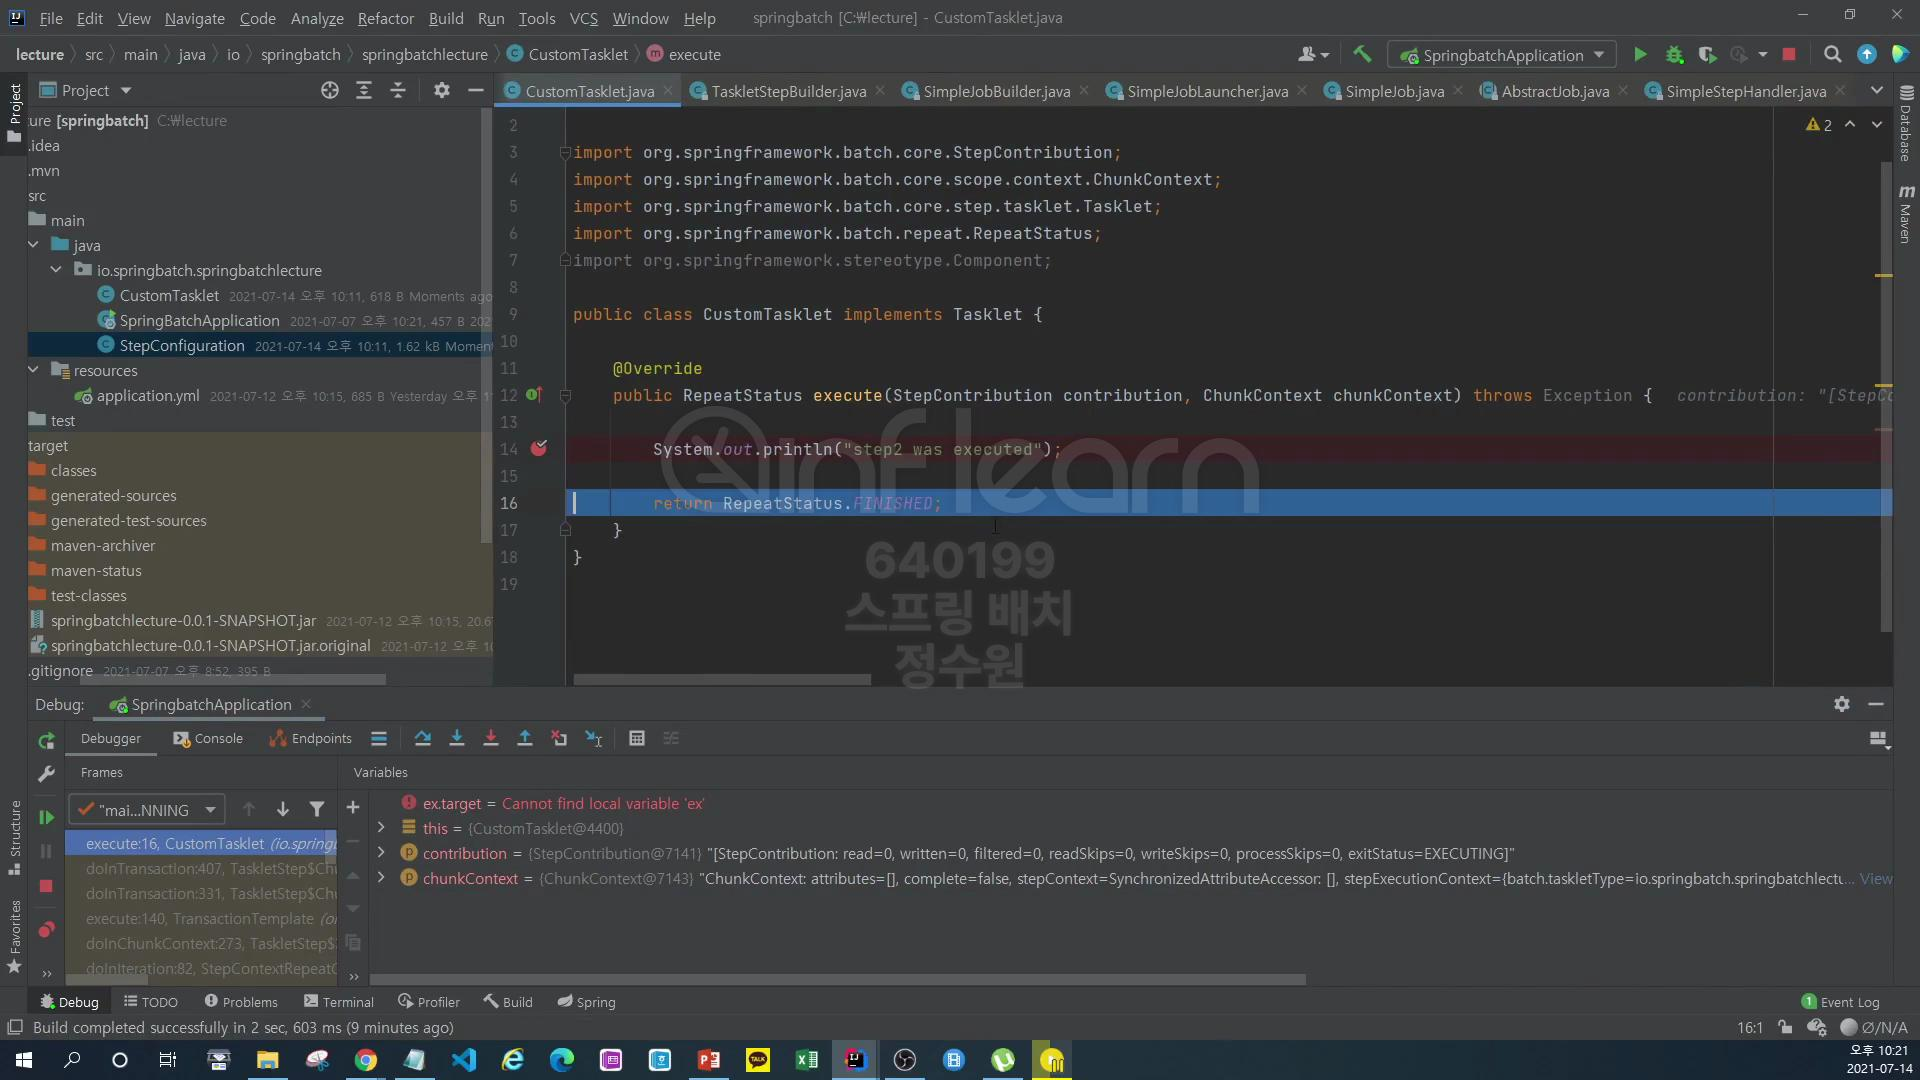 File Edit View Navigate Code Analyze Refactor Build Run Tools VCS Window Help springbatch [C:₩lecture] - CustomTasklet.java
lecture src main java io springbatch springbatchlecture CustomTasklet execute SpringbatchApplication
Project CustomTasklet.java TaskletStepBuilder.java SimpleJobBuilder.java SimpleJobLauncher.java SimpleJob.java AbstractJob.java SimpleStepHandler.java
Project
Database
Maven
Structure
Favorites
ture [springbatch] C:₩lecture
.idea
.mvn
src
main
java
io.springbatch.springbatchlecture
CustomTasklet 2021-07-14 오후 10:11, 618 B Moments ago
SpringBatchApplication 2021-07-07 오후 10:21, 457 B 202
StepConfiguration 2021-07-14 오후 10:11, 1.62 kB Momen
resources
application.yml 2021-07-12 오후 10:15, 685 B Yesterday 오후 1
test
target
classes
generated-sources
generated-test-sources
maven-archiver
maven-status
test-classes
springbatchlecture-0.0.1-SNAPSHOT.jar 2021-07-12 오후 10:15, 20.6
springbatchlecture-0.0.1-SNAPSHOT.jar.original 2021-07-12 오후 10
.gitignore 2021-07-07 오후 8:52, 395 B
2
2
3 import org.springframework.batch.core.StepContribution;
4 import org.springframework.batch.core.scope.context.ChunkContext;
5 import org.springframework.batch.core.step.tasklet.Tasklet;
6 import org.springframework.batch.repeat.RepeatStatus;
7 import org.springframework.stereotype.Component;
8
9 public class CustomTasklet implements Tasklet {
10
11 @Override
12 public RepeatStatus execute(StepContribution contribution, ChunkContext chunkContext) throws Exception { contribution: "[StepCo
13
14 System.out.println("step2 was executed");
15
16 return RepeatStatus.FINISHED;
17 }
18 }
19
inflearn
640199
스프링 배치
정수원
Debug: SpringbatchApplication
Debugger Console Endpoints
Frames Variables
"mai...NNING
execute:16, CustomTasklet (io.spring
doInTransaction:407, TaskletStep$Chu
doInTransaction:331, TaskletStep$Chu
execute:140, TransactionTemplate (or
doInChunkContext:273, TaskletStep$
doInIteration:82, StepContextRepeatC
ex.target = Cannot find local variable 'ex'
this = {CustomTasklet@4400}
contribution = {StepContribution@7141} "[StepContribution: read=0, written=0, filtered=0, readSkips=0, writeSkips=0, processSkips=0, exitStatus=EXECUTING]"
chunkContext = {ChunkContext@7143} "ChunkContext: attributes=[], complete=false, stepContext=SynchronizedAttributeAccessor: [], stepExecutionContext={batch.taskletType=io.springbatch.springbatchlectu... View
Debug TODO Problems Terminal Profiler Build Spring 1 Event Log
Build completed successfully in 2 sec, 603 ms (9 minutes ago) 16:1 Ø/N/A
오후 10:21
2021-07-14